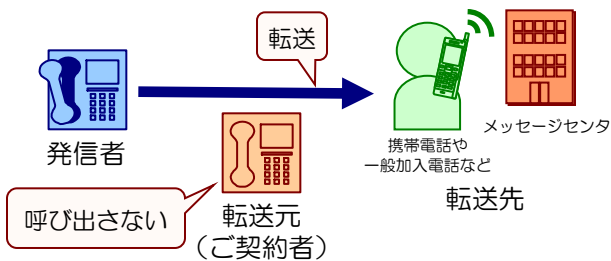 転送
発信者
携帯電話や
一般加入電話など
メッセージセンタ
転送先
呼び出さない
転送元
（ご契約者）